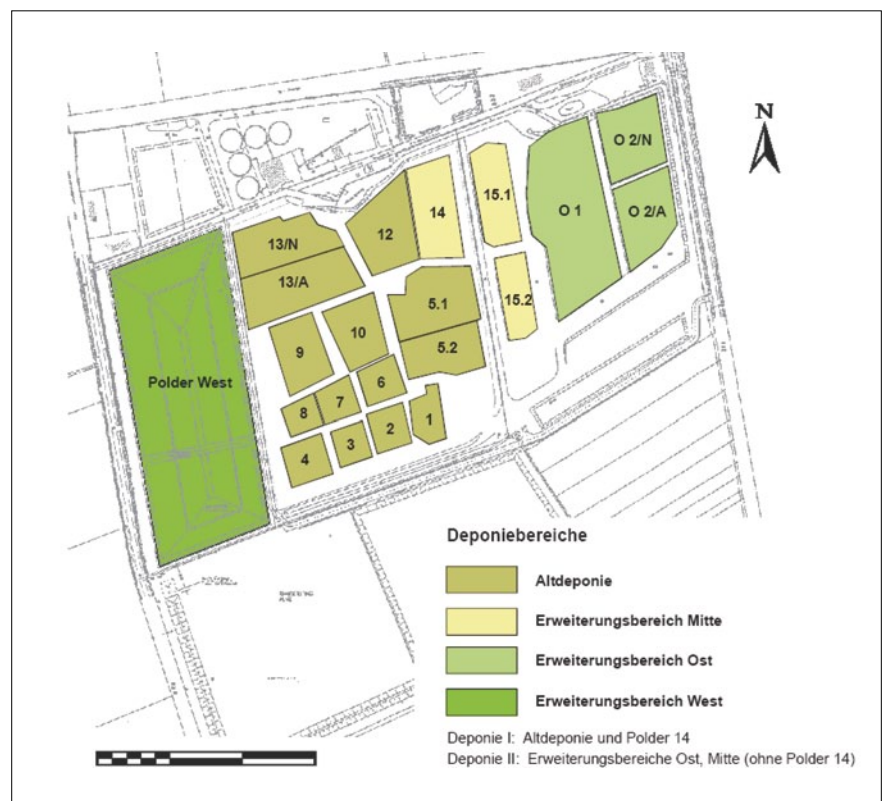 N
O 2/N
15.1
14
O 1
O 2/A
12
13/N
13/A
15.2
5.1
10
9
5.2
Polder West
6
7
8
1
2
3
4
Deponiebereiche
Altdeponie
Erweiterungsbereich Mitte
Erweiterungsbereich Ost
Erweiterungsbereich West
Deponie I: Altdeponie und Polder 14
Deponie II: Erweiterungsbereiche Ost, Mitte (ohne Polder 14)